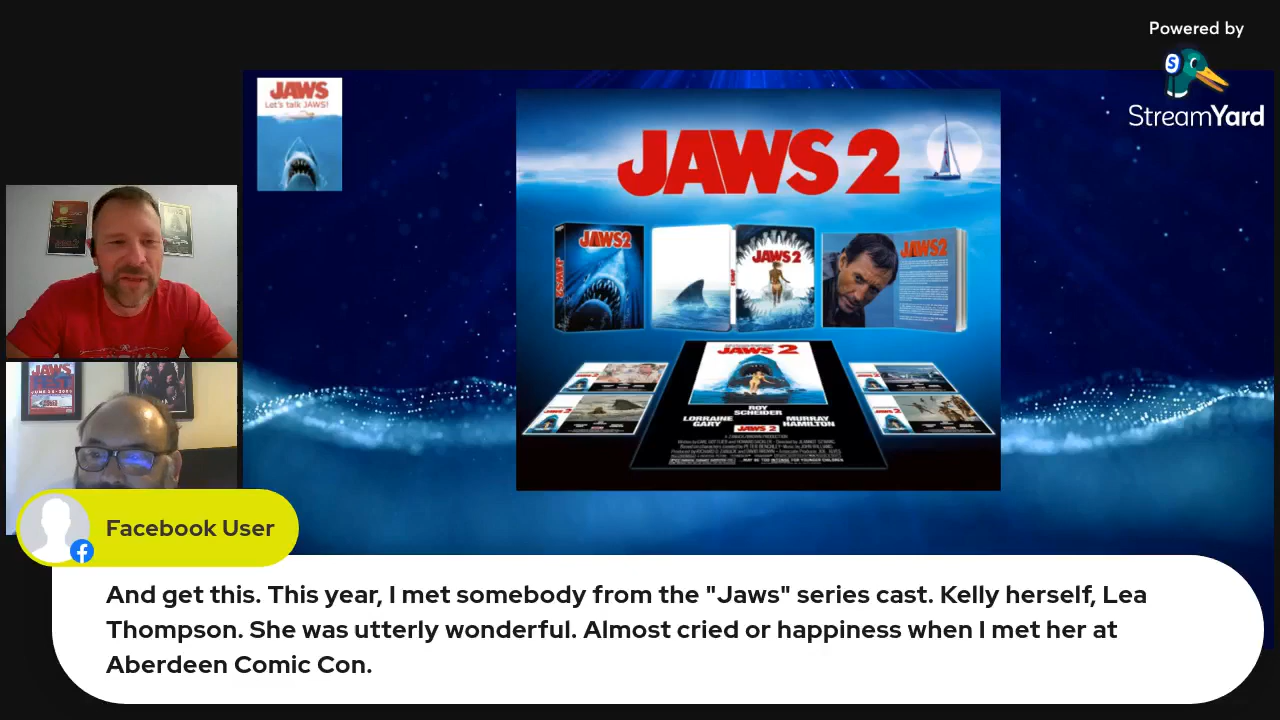 Powered by
StreamYard
JAWS
Let's talk JAWS!
JAWS 2
JAWS2
JAWS 2
JAWS2
JAWS 2
ROY
SCHEIDER
LORRAINE
GARY
MURRAY
HAMILTON
JAWS 2
JAWS
Facebook User
And get this. This year, I met somebody from the "Jaws" series cast. Kelly herself, Lea
Thompson. She was utterly wonderful. Almost cried or happiness when I met her at
Aberdeen Comic Con.